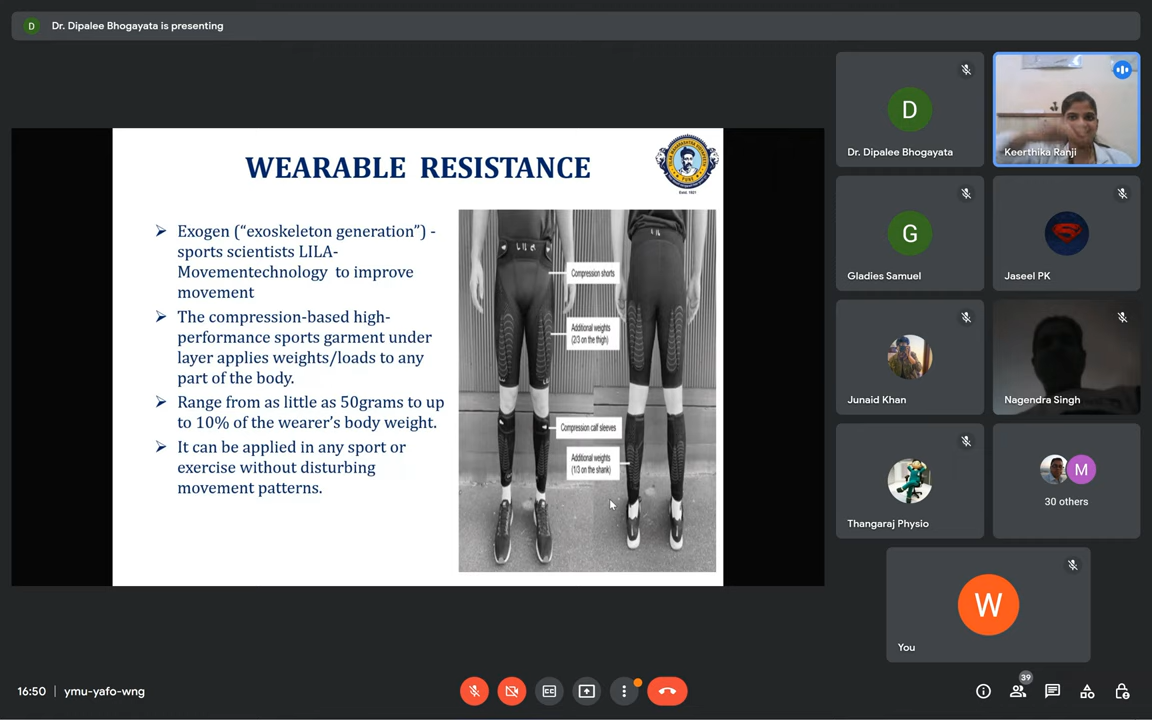 D
Dr. Dipalee Bhogayata is presenting
WEARABLE RESISTANCE
➢ Exogen (“exoskeleton generation”) -
sports scientists LILA-
Movementechnology to improve
movement
➢ The compression-based high-
performance sports garment under
layer applies weights/loads to any
part of the body.
➢ Range from as little as 50grams to up
to 10% of the wearer's body weight.
➢ It can be applied in any sport or
exercise without disturbing
movement patterns.
Compression shorts
Additional weights
(2/3 on the thigh)
Compression calf sleeves
Additional weights
(1/3 on the shank)
D
Dr. Dipalee Bhogayata
Keerthika Ranji
G
Gladies Samuel
Jaseel PK
Junaid Khan
Nagendra Singh
Thangaraj Physio
M
30 others
W
You
16:50 | ymu-yafo-wng
CC
39